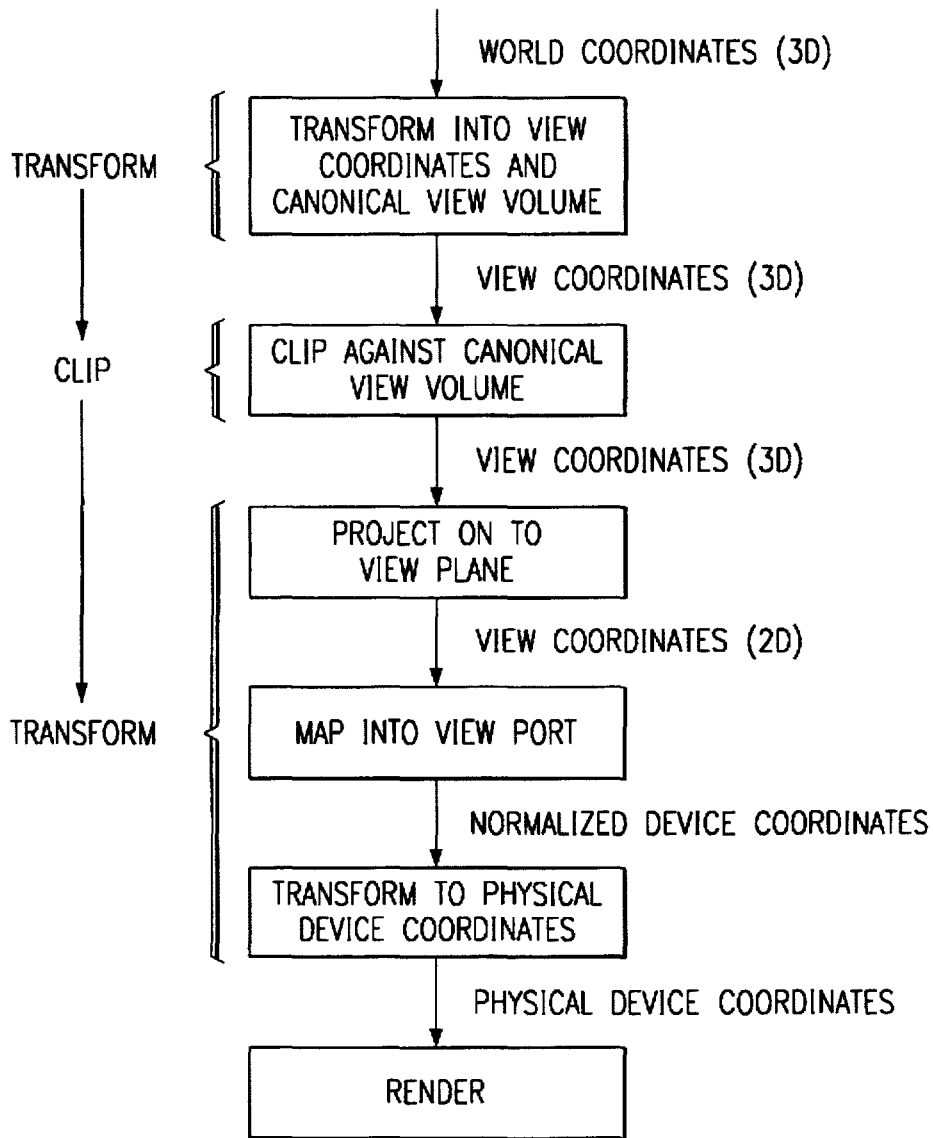 WORLD COORDINATES (3D)
TRANSFORM
TRANSFORM INTO VIEW
COORDINATES AND
CANONICAL VIEW VOLUME
VIEW COORDINATES (3D)
CLIP
CLIP AGAINST CANONICAL
VIEW VOLUME
VIEW COORDINATES (3D)
PROJECT ON TO
VIEW PLANE
VIEW COORDINATES (2D)
TRANSFORM
MAP INTO VIEW PORT
NORMALIZED DEVICE COORDINATES
TRANSFORM TO PHYSICAL
DEVICE COORDINATES
PHYSICAL DEVICE COORDINATES
RENDER